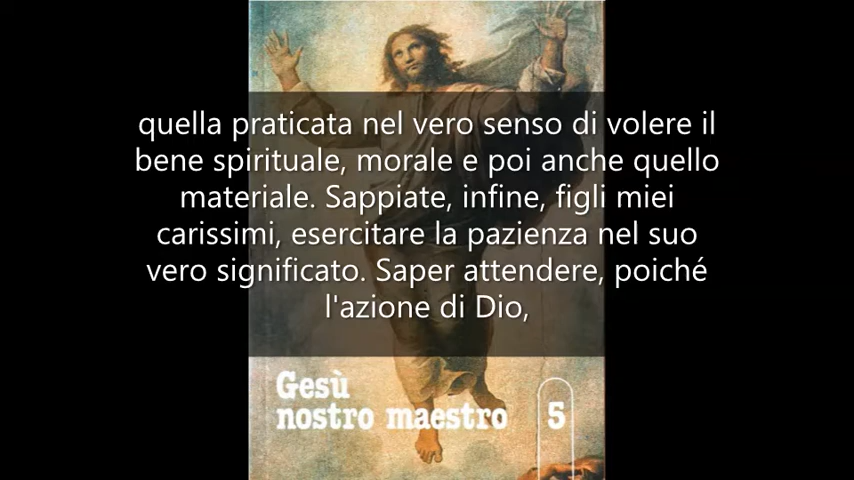 quella praticata nel vero senso di volere il
bene spirituale, morale e poi anche quello
materiale. Sappiate, infine, figli miei
carissimi, esercitare la pazienza nel suo
vero significato. Saper attendere, poiché
l'azione di Dio,
Gesù
nostro maestro
5